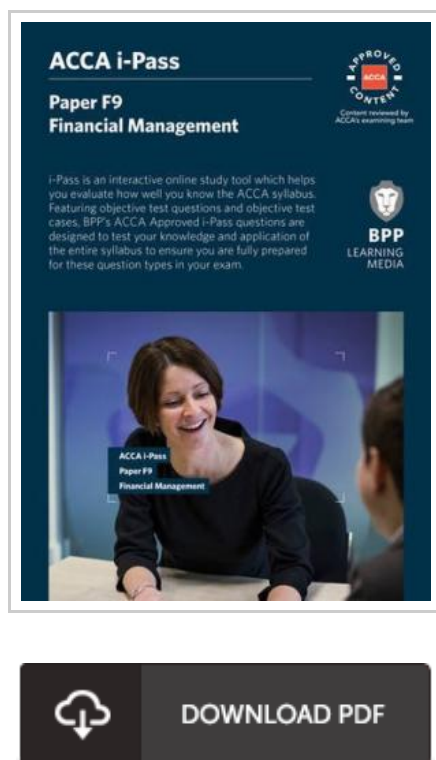 ACCA i-Pass
APPROVED
ACCA
CONTENT
Content reviewed by
ACCA's examining team
Paper F9
Financial Management
i-Pass is an interactive online study tool which helps
you evaluate how well you know the ACCA syllabus.
Featuring objective test questions and objective test
cases, BPP's ACCA Approved i-Pass questions are
designed to test your knowledge and application of
the entire syllabus to ensure you are fully prepared
for these question types in your exam.
BPP
LEARNING
MEDIA
ACCA i-Pass
Paper F9
Financial Management
DOWNLOAD PDF